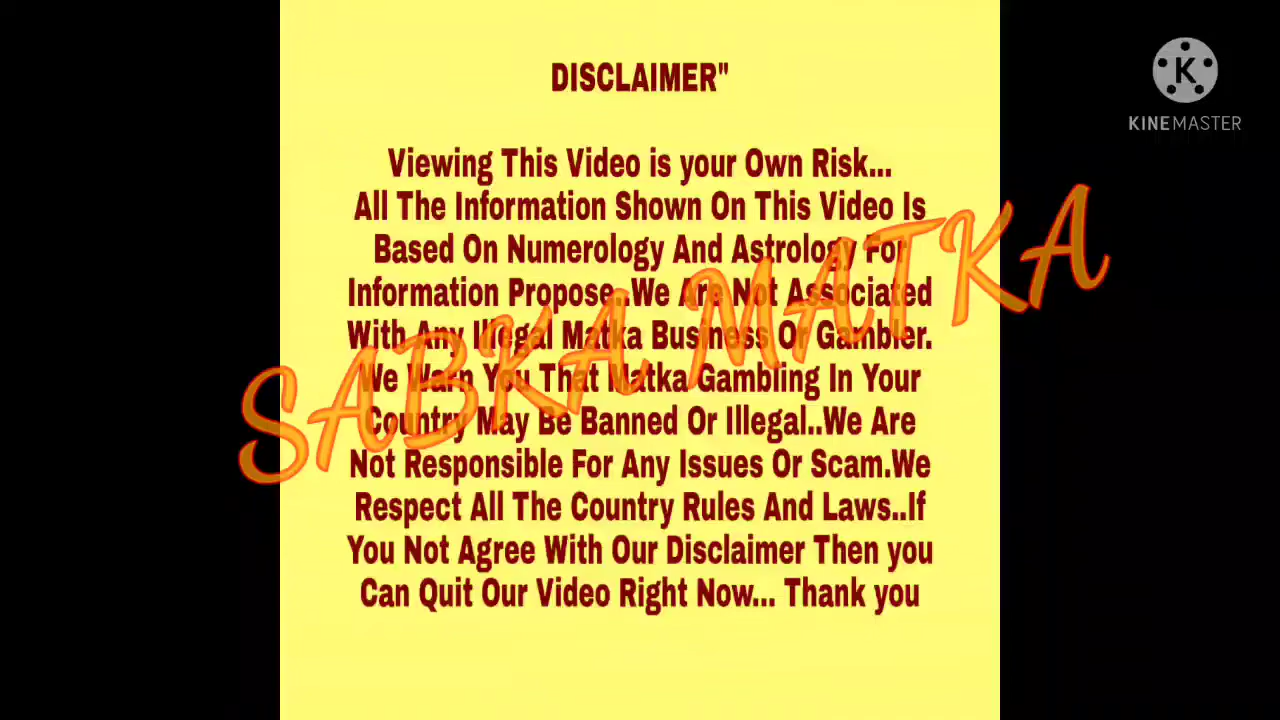 DISCLAIMER"
Viewing This Video is your Own Risk...
All The Information Shown On This Video Is
Based On Numerology And Astrology For
Information Propose..We Are Not Associated
With Any Illegal Matka Business Or Gambler.
We Warn You That Matka Gambling In Your
Country May Be Banned Or Illegal..We Are
Not Responsible For Any Issues Or Scam.We
Respect All The Country Rules And Laws..If
You Not Agree With Our Disclaimer Then you
Can Quit Our Video Right Now... Thank you
SABKA MATKA
K
KINEMASTER